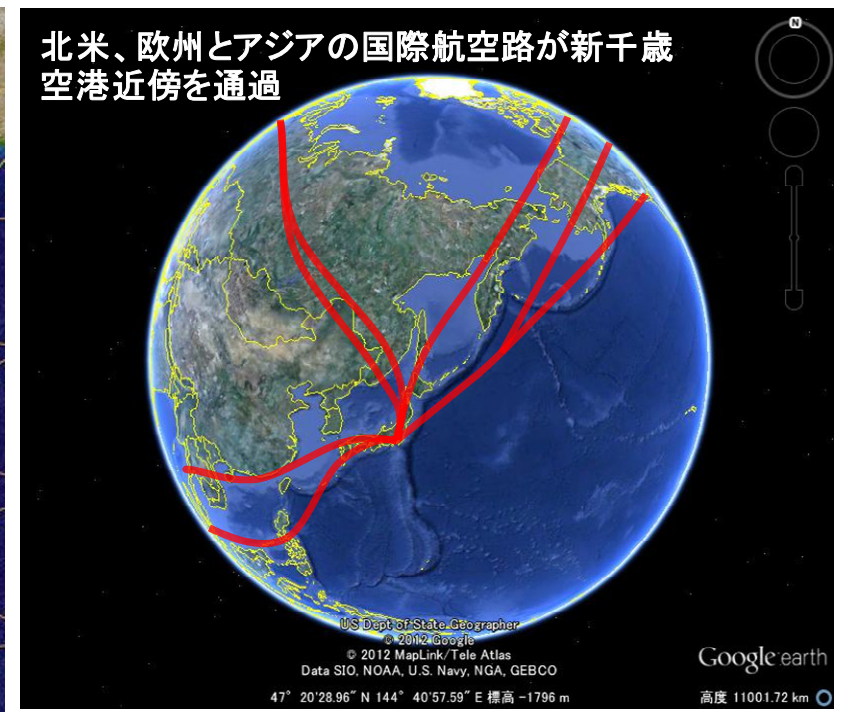 北米、欧州とアジアの国際航空路が新千歳
空港近傍を通過
N
US Dept of State Geographer
© 2012 Google
© 2012 MapLink/Tele Atlas
Data SIO, NOAA, U.S. Navy, NGA, GEBCO
Google earth
47° 20'28.96" N 144° 40'57.59" E 標高 -1796 m
高度 11001.72 km